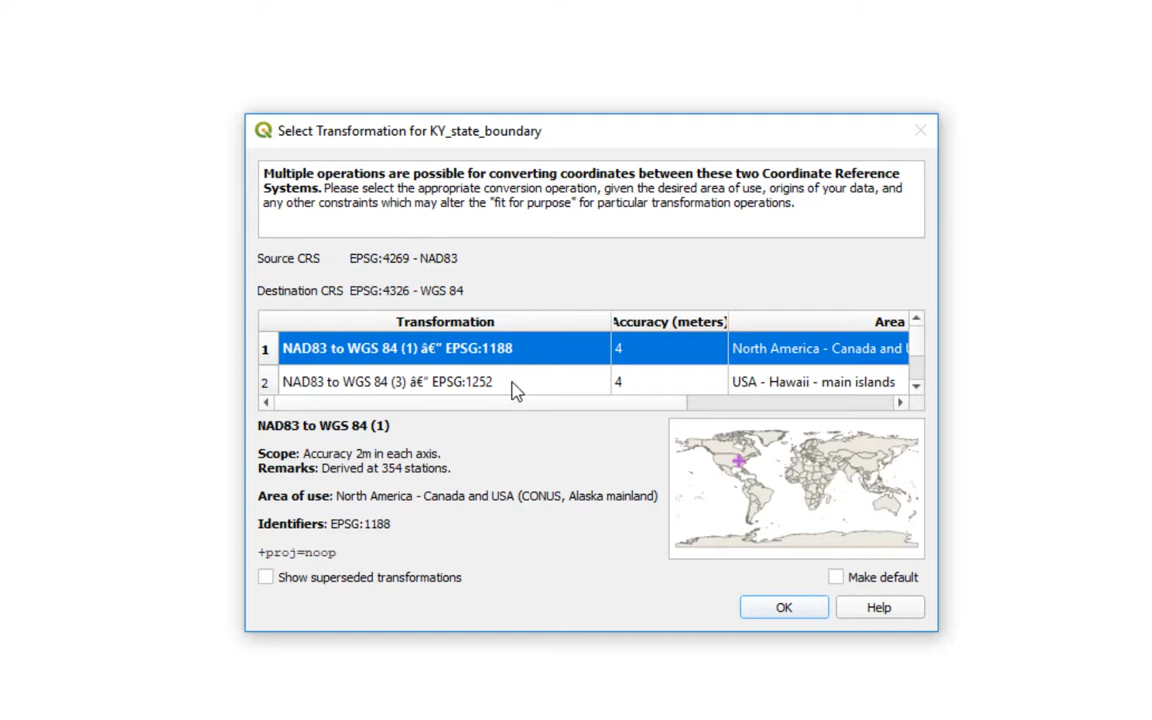 Select Transformation for KY_state_boundary
Multiple operations are possible for converting coordinates between these two Coordinate Reference
Systems. Please select the appropriate conversion operation, given the desired area of use, origins of your data, and
any other constraints which may alter the "fit for purpose" for particular transformation operations.
Source CRS EPSG:4269 - NAD83
Destination CRS EPSG:4326 - WGS 84
Transformation Accuracy (meters) Area
1 NAD83 to WGS 84 (1) â€" EPSG:1188 4 North America - Canada and U
2 NAD83 to WGS 84 (3) â€" EPSG:1252 4 USA - Hawaii - main islands
NAD83 to WGS 84 (1)
Scope: Accuracy 2m in each axis.
Remarks: Derived at 354 stations.
Area of use: North America - Canada and USA (CONUS, Alaska mainland)
Identifiers: EPSG:1188
+proj=noop
Show superseded transformations
Make default
OK
Help